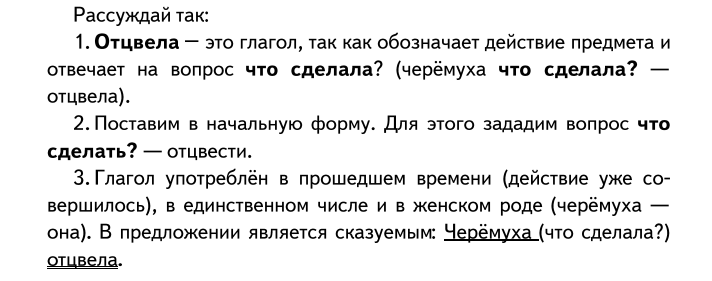 Рассуждай так:
1. Отцвела — это глагол, так как обозначает действие предмета и
отвечает на вопрос что сделала? (черёмуха что сделала? —
отцвела).
2. Поставим в начальную форму. Для этого зададим вопрос что
сделать? — отцвести.
3. Глагол употреблён в прошедшем времени (действие уже со-
вершилось), в единственном числе и в женском роде (черёмуха —
она). В предложении является сказуемым: Черёмуха (что сделала?)
отцвела.